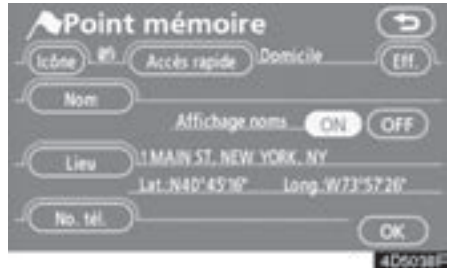 Point mémoire
Icône Accès rapide Domicile Eff.
Nom
Affichage noms ON OFF
Lieu 1 MAIN ST, NEW YORK, NY
Lat.:N40°45'16" Long.:W73°57'26"
No. tél.
OK
4D5038F